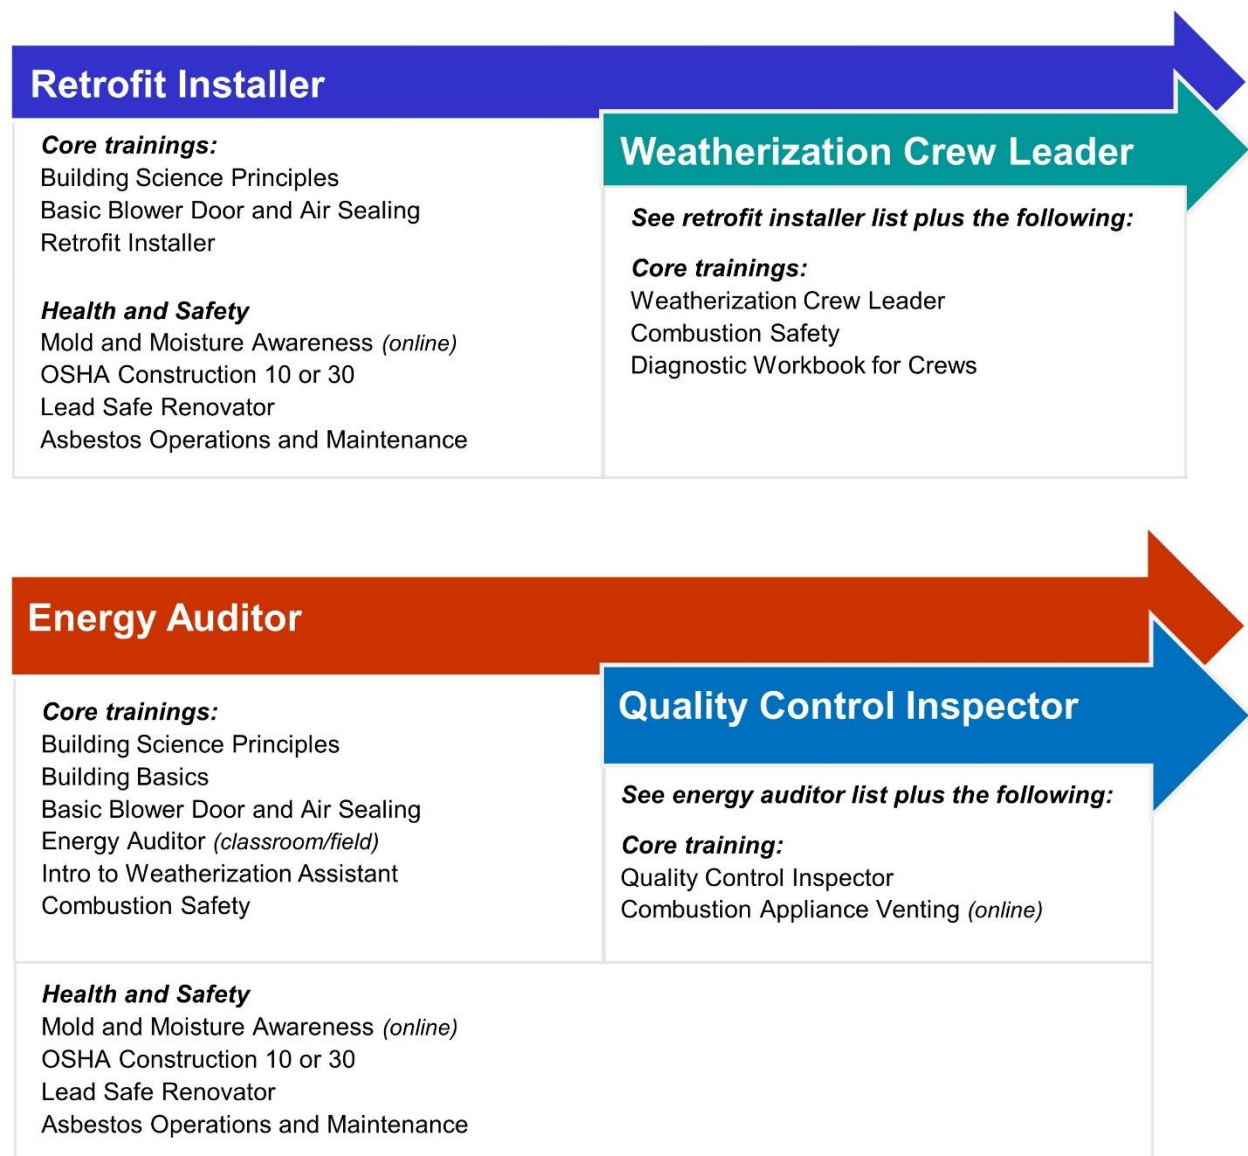 Retrofit Installer
Core trainings:
Building Science Principles
Basic Blower Door and Air Sealing
Retrofit Installer
Health and Safety
Mold and Moisture Awareness (online)
OSHA Construction 10 or 30
Lead Safe Renovator
Asbestos Operations and Maintenance
Weatherization Crew Leader
See retrofit installer list plus the following:
Core trainings:
Weatherization Crew Leader
Combustion Safety
Diagnostic Workbook for Crews
Energy Auditor
Core trainings:
Building Science Principles
Building Basics
Basic Blower Door and Air Sealing
Energy Auditor (classroom/field)
Intro to Weatherization Assistant
Combustion Safety
Quality Control Inspector
See energy auditor list plus the following:
Core training:
Quality Control Inspector
Combustion Appliance Venting (online)
Health and Safety
Mold and Moisture Awareness (online)
OSHA Construction 10 or 30
Lead Safe Renovator
Asbestos Operations and Maintenance